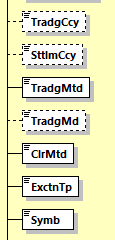 TradgCcy
SttlmCcy
TradgMtd
TradgMd
ClrMtd
ExctnTp
Symb